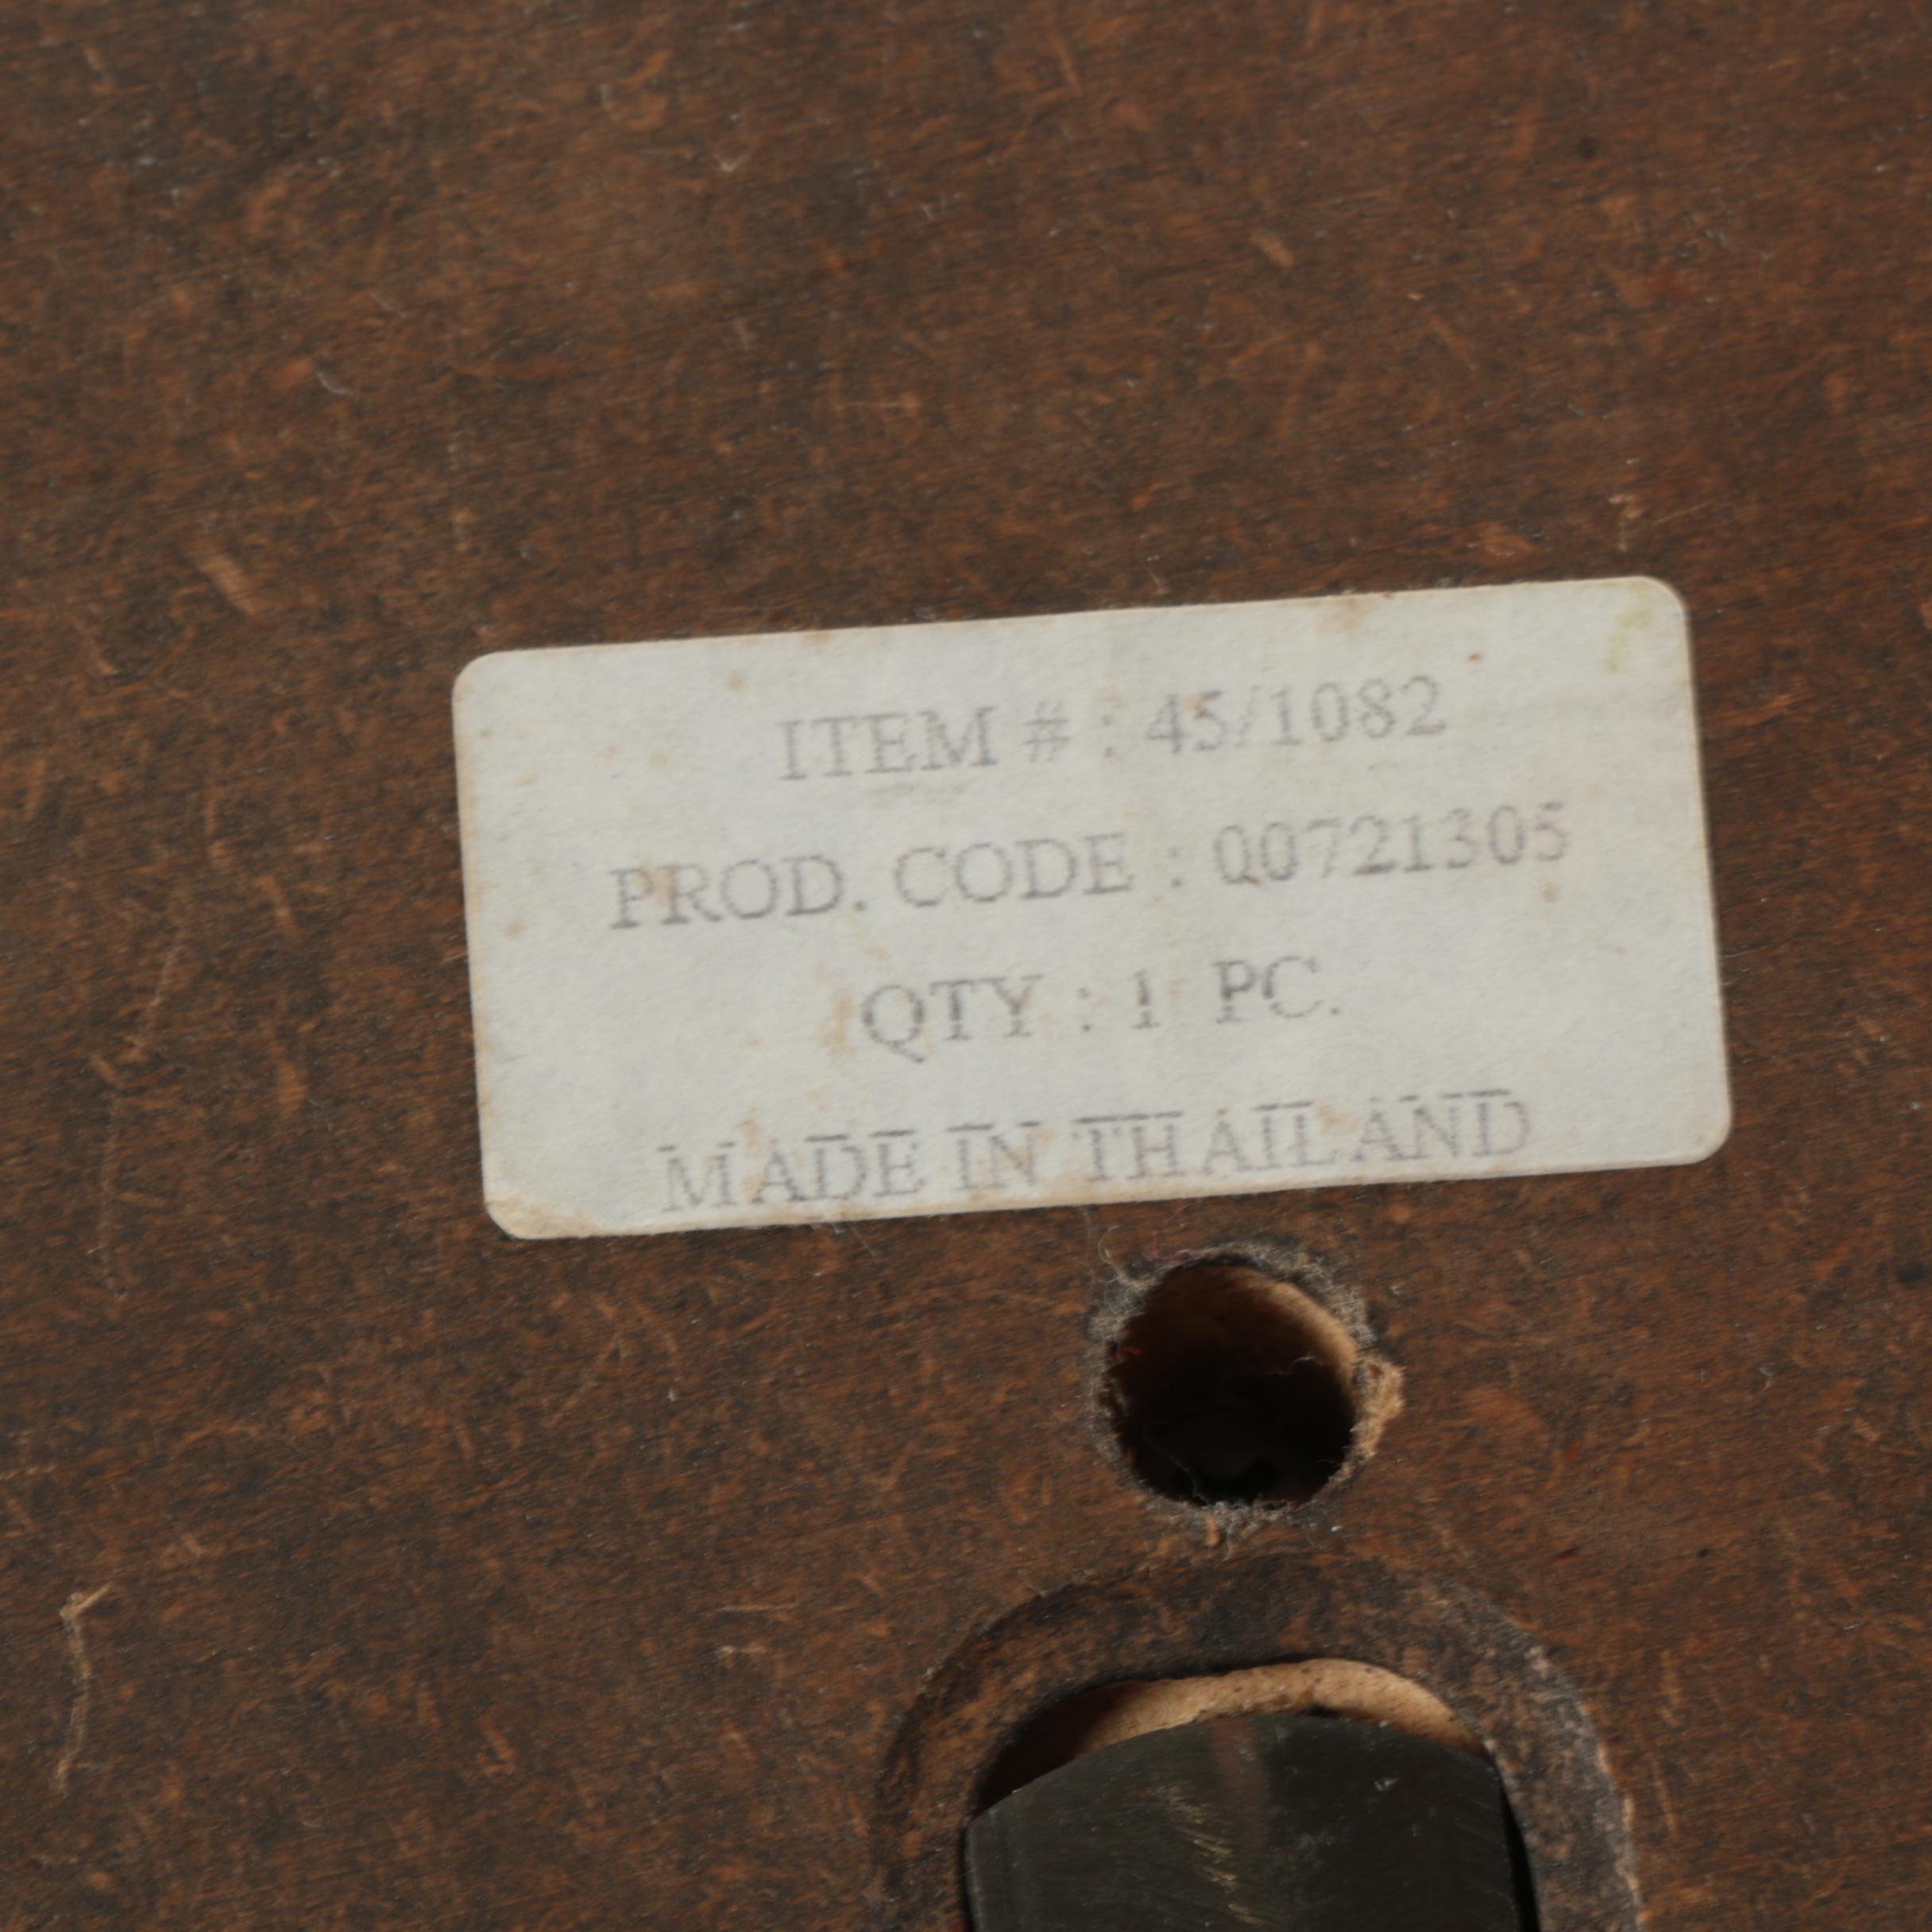 ITEM # : 45/1082
PROD. CODE : Q0721305
QTY : 1 PC.
MADE IN THAILAND